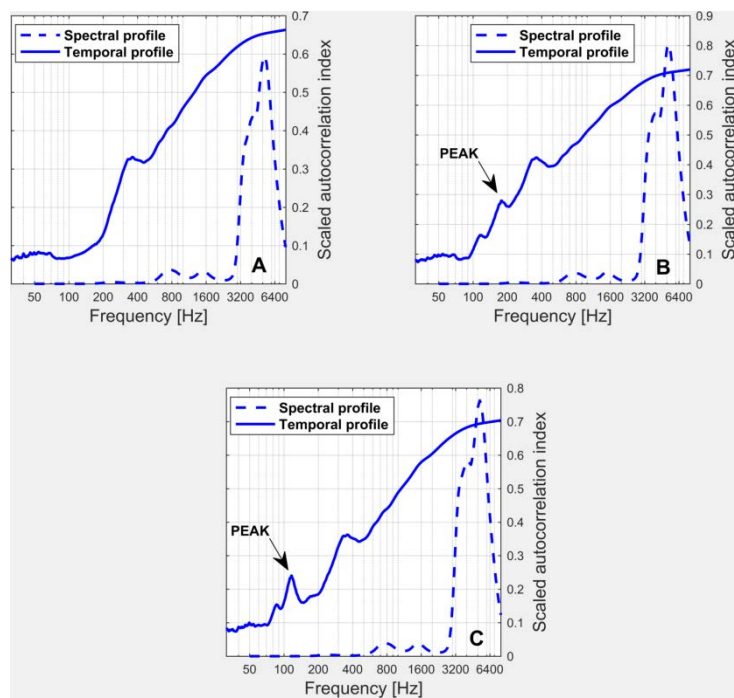 Spectral profile
Temporal profile
0.7
0.6
0.5
0.4
0.3
0.2
0.1
0
Scaled autocorrelation index
A
50 100 200 400 800 1600 3200 6400
Frequency [Hz]
Spectral profile
Temporal profile
PEAK
0.9
0.8
0.7
0.6
0.5
0.4
0.3
0.2
0.1
0
Scaled autocorrelation index
B
50 100 200 400 800 1600 3200 6400
Frequency [Hz]
Spectral profile
Temporal profile
PEAK
0.8
0.7
0.6
0.5
0.4
0.3
0.2
0.1
0
Scaled autocorrelation index
C
50 100 200 400 800 1600 3200 6400
Frequency [Hz]